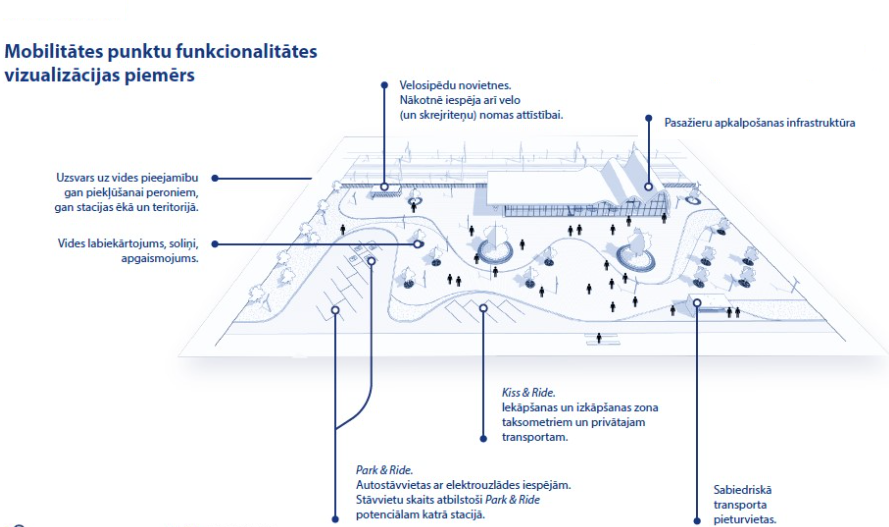 Mobilitātes punktu funkcionalitātes
vizualizācijas piemērs
Velosipēdu novietnes.
Nākotnē iespēja arī velo
(un skrejriteņu) nomas attīstībai.
Pasažieru apkalpošanas infrastruktūra
Uzsvars uz vides pieejamību
gan piekļūšanai peroniem,
gan stacijas ēkā un teritorijā.
Vides labiekārtojums, soliņi,
apgaismojums.
Kiss & Ride.
Iekāpšanas un izkāpšanas zona
taksometriem un privātajam
transportam.
Park & Ride.
Autostāvvietas ar elektrouzlādes iespējām.
Stāvvietu skaits atbilstoši Park & Ride
potenciālam katrā stacijā.
Sabiedriskā
transporta
pieturvietas.